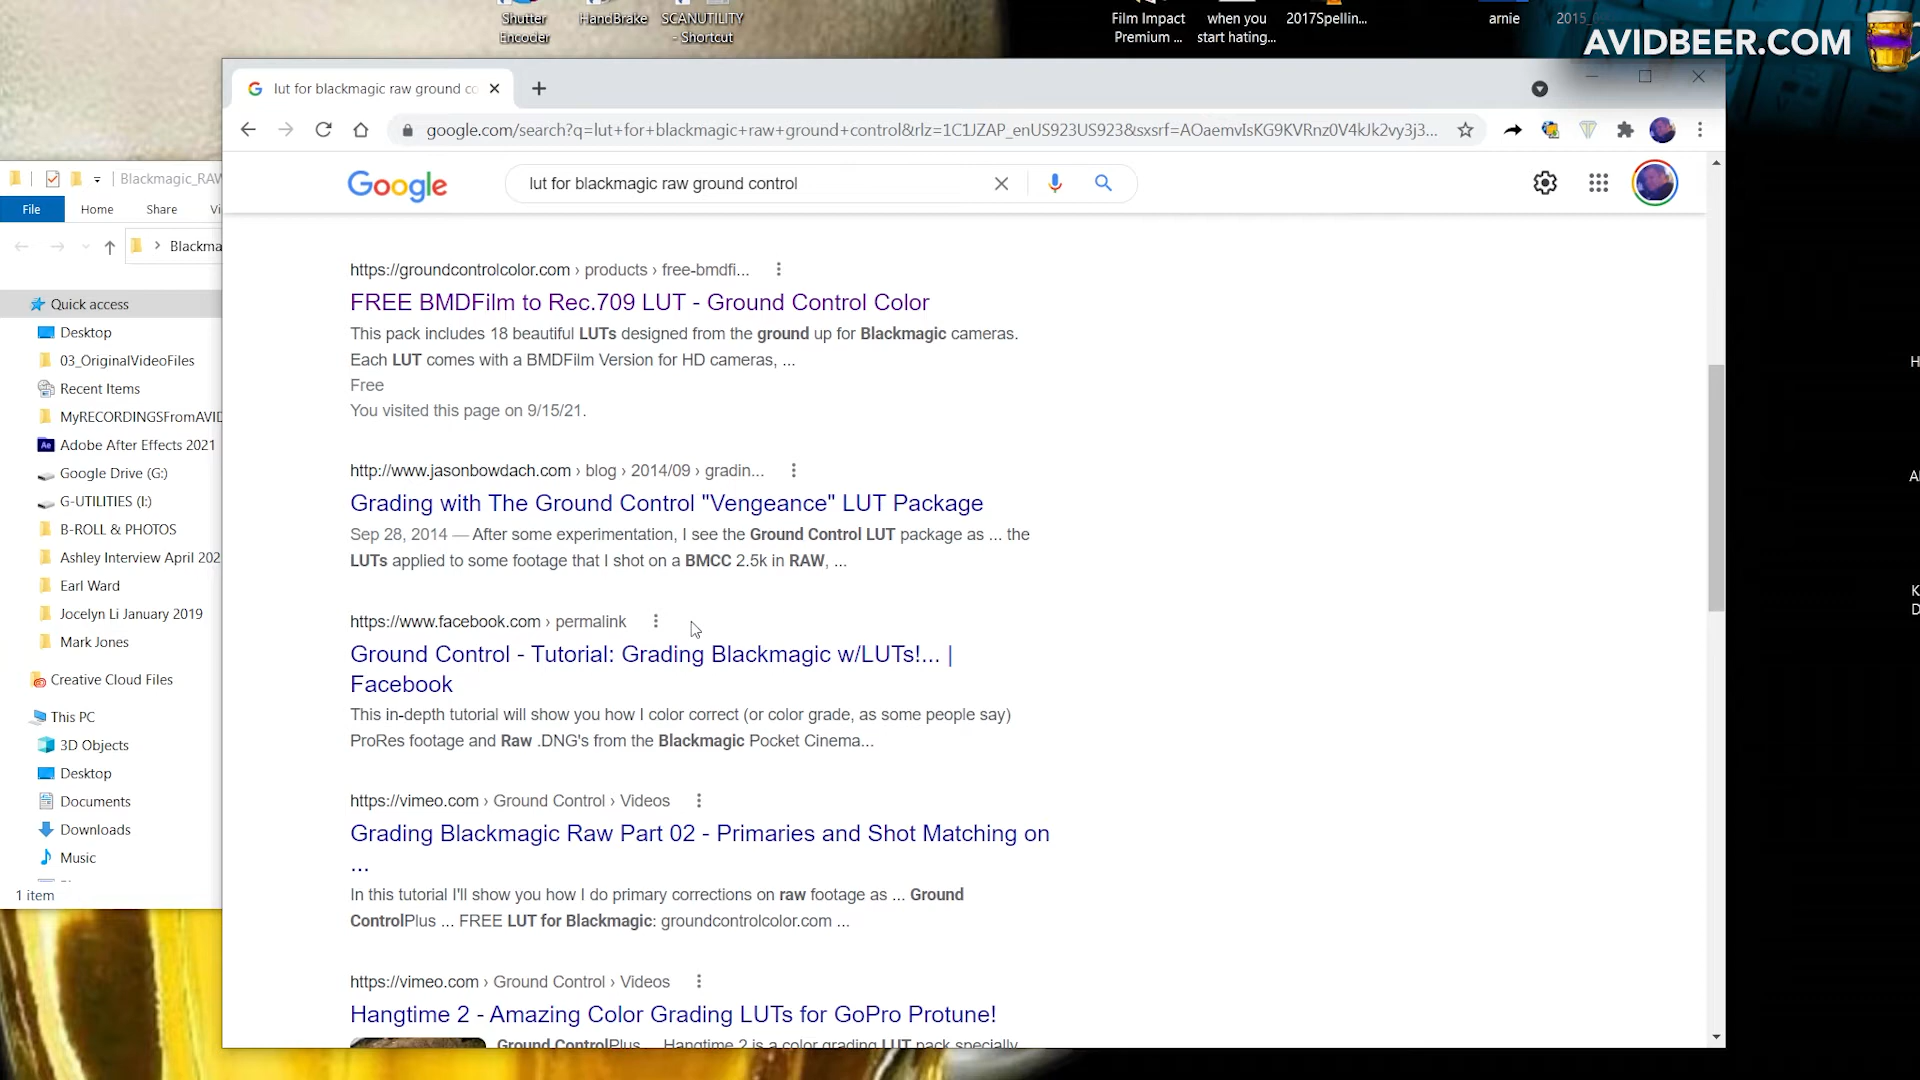 Shutter
Encoder
HandBrake
SCANUTILITY
- Shortcut
Film Impact
Premium ...
when you
start hating...
2017Spellin...
arnie
AVIDBEER.COM
lut for blackmagic raw ground co
google.com/search?q=lut+for+blackmagic+raw+ground+control&rlz=1C1JZAP_enUS923US923&sxsrf=AOaemvIsKG9KVRnz0V4kJk2vy3j3...
Blackmagic_RAW
File
Home
Share
Vi
Blackma
Google
lut for blackmagic raw ground control
Quick access
Desktop
03_OriginalVideoFiles
Recent Items
MyRECORDINGSFromAVID
Adobe After Effects 2021
Google Drive (G:)
G-UTILITIES (I:)
B-ROLL & PHOTOS
Ashley Interview April 202
Earl Ward
Jocelyn Li January 2019
Mark Jones
Creative Cloud Files
This PC
3D Objects
Desktop
Documents
Downloads
Music
1 item
https://groundcontrolcolor.com › products › free-bmdfi...
FREE BMDFilm to Rec.709 LUT - Ground Control Color
This pack includes 18 beautiful LUTs designed from the ground up for Blackmagic cameras.
Each LUT comes with a BMDFilm Version for HD cameras, ...
Free
You visited this page on 9/15/21.
http://www.jasonbowdach.com › blog › 2014/09 › gradin...
Grading with The Ground Control "Vengeance" LUT Package
Sep 28, 2014 — After some experimentation, I see the Ground Control LUT package as ... the
LUTs applied to some footage that I shot on a BMCC 2.5k in RAW, ...
https://www.facebook.com › permalink
Ground Control - Tutorial: Grading Blackmagic w/LUTs!... |
Facebook
This in-depth tutorial will show you how I color correct (or color grade, as some people say)
ProRes footage and Raw .DNG's from the Blackmagic Pocket Cinema...
https://vimeo.com › Ground Control › Videos
Grading Blackmagic Raw Part 02 - Primaries and Shot Matching on
...
In this tutorial I'll show you how I do primary corrections on raw footage as ... Ground
ControlPlus ... FREE LUT for Blackmagic: groundcontrolcolor.com ...
https://vimeo.com › Ground Control › Videos
Hangtime 2 - Amazing Color Grading LUTs for GoPro Protune!
Ground ControlPlus ... Hangtime 2 is a color grading LUT pack specially